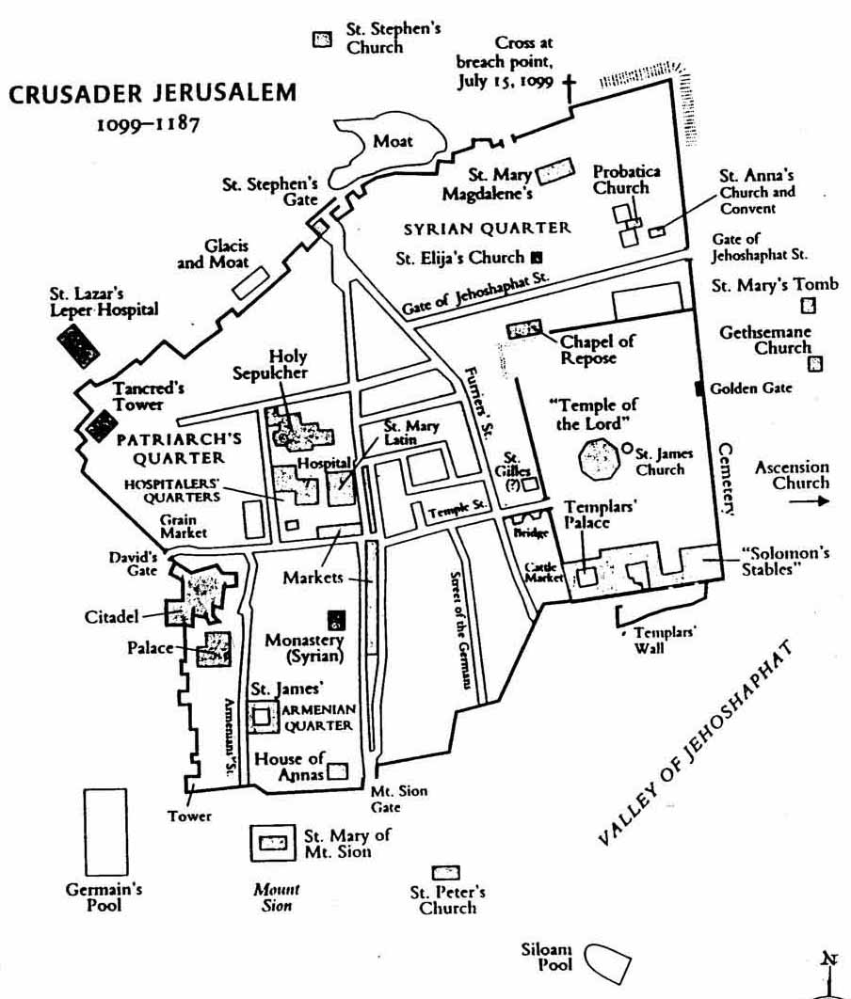 St. Stephen's
Church
Cross at
breach point,
July 15, 1099
CRUSADER JERUSALEM
1099–1187
Moat
St. Stephen's
Gate
St. Mary
Magdalene's
Probatica
Church
St. Anna's
Church and
Convent
SYRIAN QUARTER
Glacis
and Moat
St. Elija's Church
Gate of
Jehoshaphat St.
Gate of Jehoshaphat St.
St. Lazar's
Leper Hospital
St. Mary's Tomb
Gethsemane
Church
Chapel of
Repose
Holy
Sepulcher
Furriers' St.
Tancred's
Tower
Golden Gate
"Temple of
the Lord"
St. Mary
Latin
PATRIARCH'S
QUARTER
Hospital
St. James
Church
St.
Gilles
(?)
Cemetery
Ascension
Church
HOSPITALERS'
QUARTERS
Temple St.
Templars'
Palace
Grain
Market
Bridge
David's
Gate
Markets
Cattle
Market
"Solomon's
Stables"
Citadel
Street of the Germans
Monastery
(Syrian)
Palace
Templars'
Wall
St. James'
ARMENIAN
QUARTER
Armenians' St.
VALLEY OF JEHOSHAPHAT
House of
Annas
Mt. Sion
Gate
Tower
St. Mary of
Mt. Sion
Germain's
Pool
Mount
Sion
St. Peter's
Church
Siloam
Pool
N